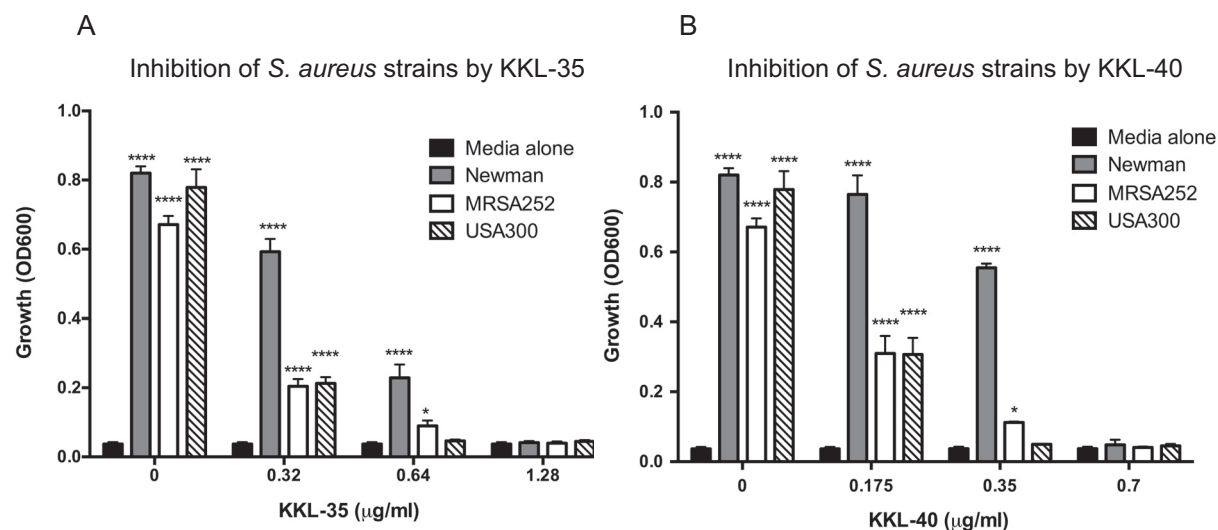 A
Inhibition of S. aureus strains by KKL-35
1.0
0.8
0.6
0.4
0.2
0.0
Growth (OD600)
Media alone
Newman
MRSA252
USA300
**** **** ****
**** **** ****
**** *
0 0.32 0.64 1.28
KKL-35 (μg/ml)
B
Inhibition of S. aureus strains by KKL-40
1.0
0.8
0.6
0.4
0.2
0.0
Growth (OD600)
Media alone
Newman
MRSA252
USA300
**** **** ****
**** **** ****
**** *
0 0.175 0.35 0.7
KKL-40 (μg/ml)